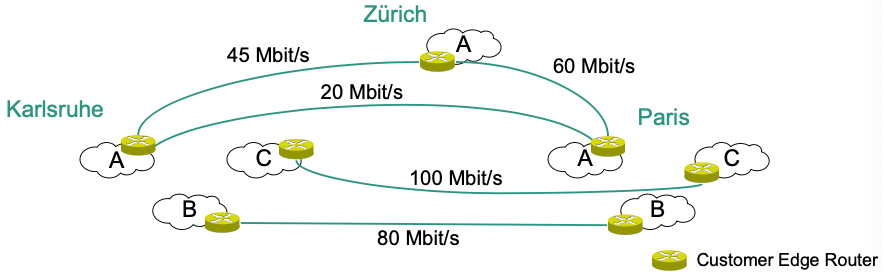 Zürich
A
45 Mbit/s
60 Mbit/s
20 Mbit/s
Karlsruhe
Paris
A
C
A
C
100 Mbit/s
B
B
80 Mbit/s
Customer Edge Router